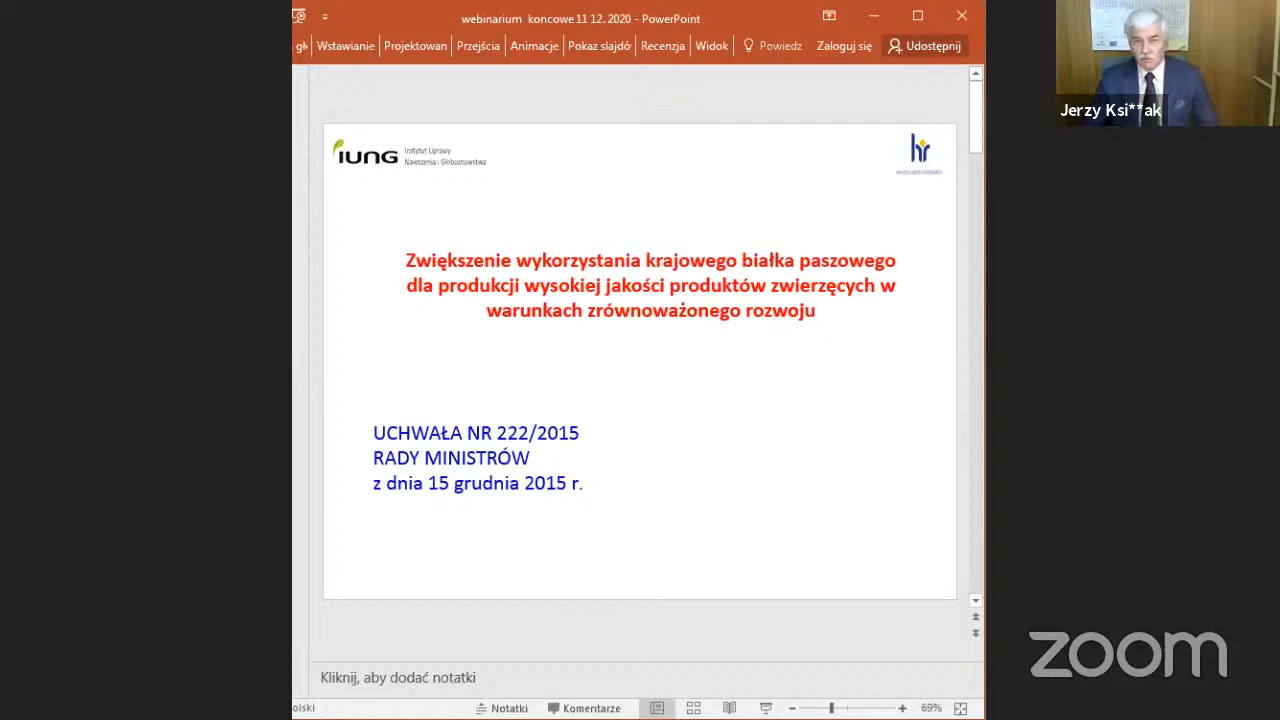 webinarium koncowe 11 12. 2020 - PowerPoint
Wstawianie Projektowan Przejścia Animacje Pokaz slajdóv Recenzja Widok Powiedz Zaloguj się Udostępnij
Jerzy Ksi**ak
iUNG Instytut Uprawy
Nawożenia i Gleboznawstwa
hr
Zwiększenie wykorzystania krajowego białka paszowego
dla produkcji wysokiej jakości produktów zwierzęcych w
warunkach zrównoważonego rozwoju
UCHWAŁA NR 222/2015
RADY MINISTRÓW
z dnia 15 grudnia 2015 r.
zoom
Kliknij, aby dodać notatki
olski Notatki Komentarze 69%